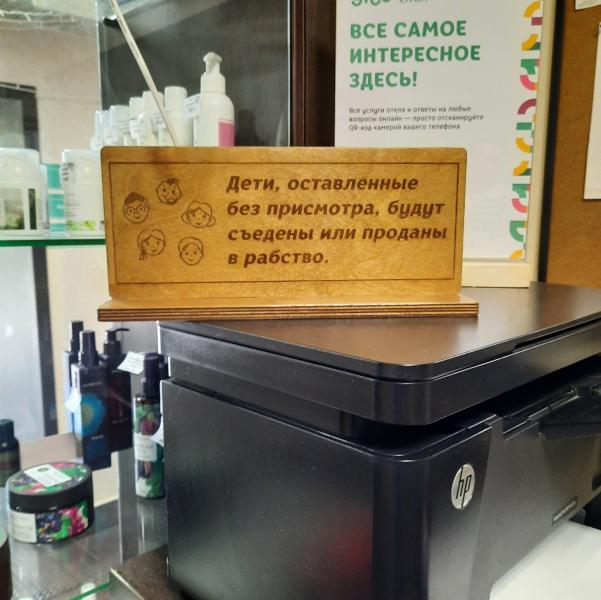 ВСЕ САМОЕ
ИНТЕРЕСНОЕ
ЗДЕСЬ!
Все услуги отеля и ответы на любые
вопросы онлайн — просто отсканируйте
QR-код камерой вашего телефона
Дети, оставленные
без присмотра, будут
съедены или проданы
в рабство.
hp